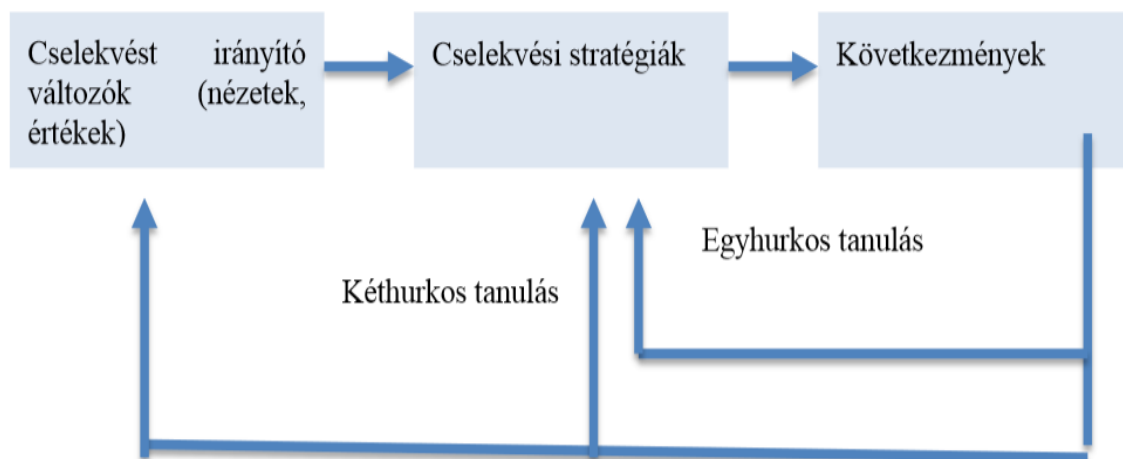 Cselekvést irányító
változók (nézetek,
értékek)
Cselekvési stratégiák
Következmények
Egyhurkos tanulás
Kéthurkos tanulás